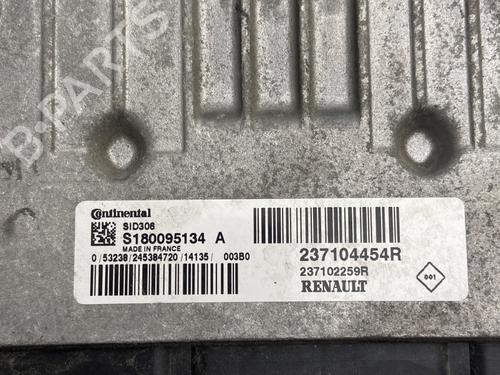 B-PARTS
Continental
SID306
S180095134 A
MADE IN FRANCE
0/53238/245384720/14135/ 003B0
237104454R
237102259R
RENAULT
001